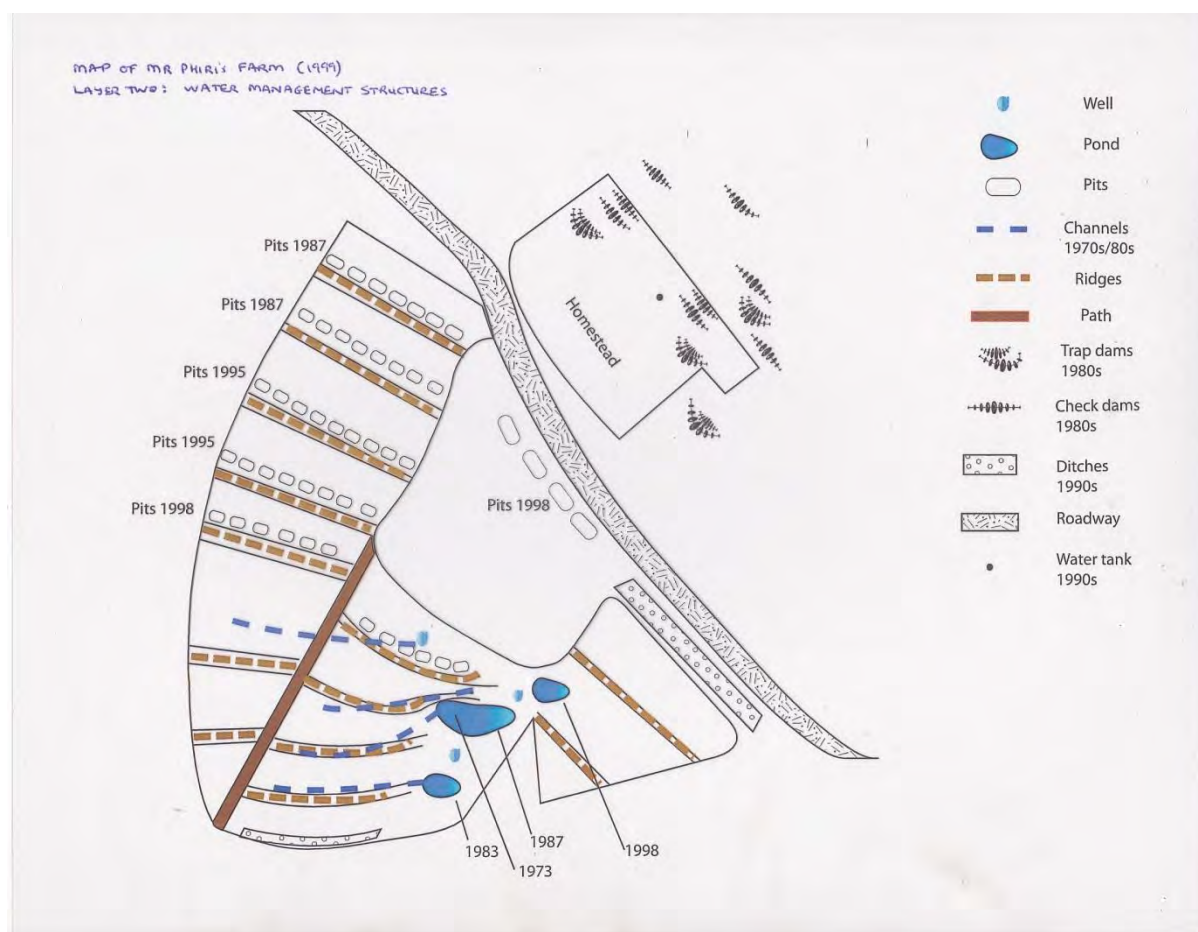 MAP OF MR PHIRI'S FARM (1999)
LAYER TWO: WATER MANAGEMENT STRUCTURES
Well
Pond
Pits
Channels
1970s/80s
Ridges
Path
Trap dams
1980s
Check dams
1980s
Ditches
1990s
Roadway
Water tank
1990s
Pits 1987
Pits 1987
Pits 1995
Pits 1995
Pits 1998
Homestead
Pits 1998
1983
1973
1987
1998